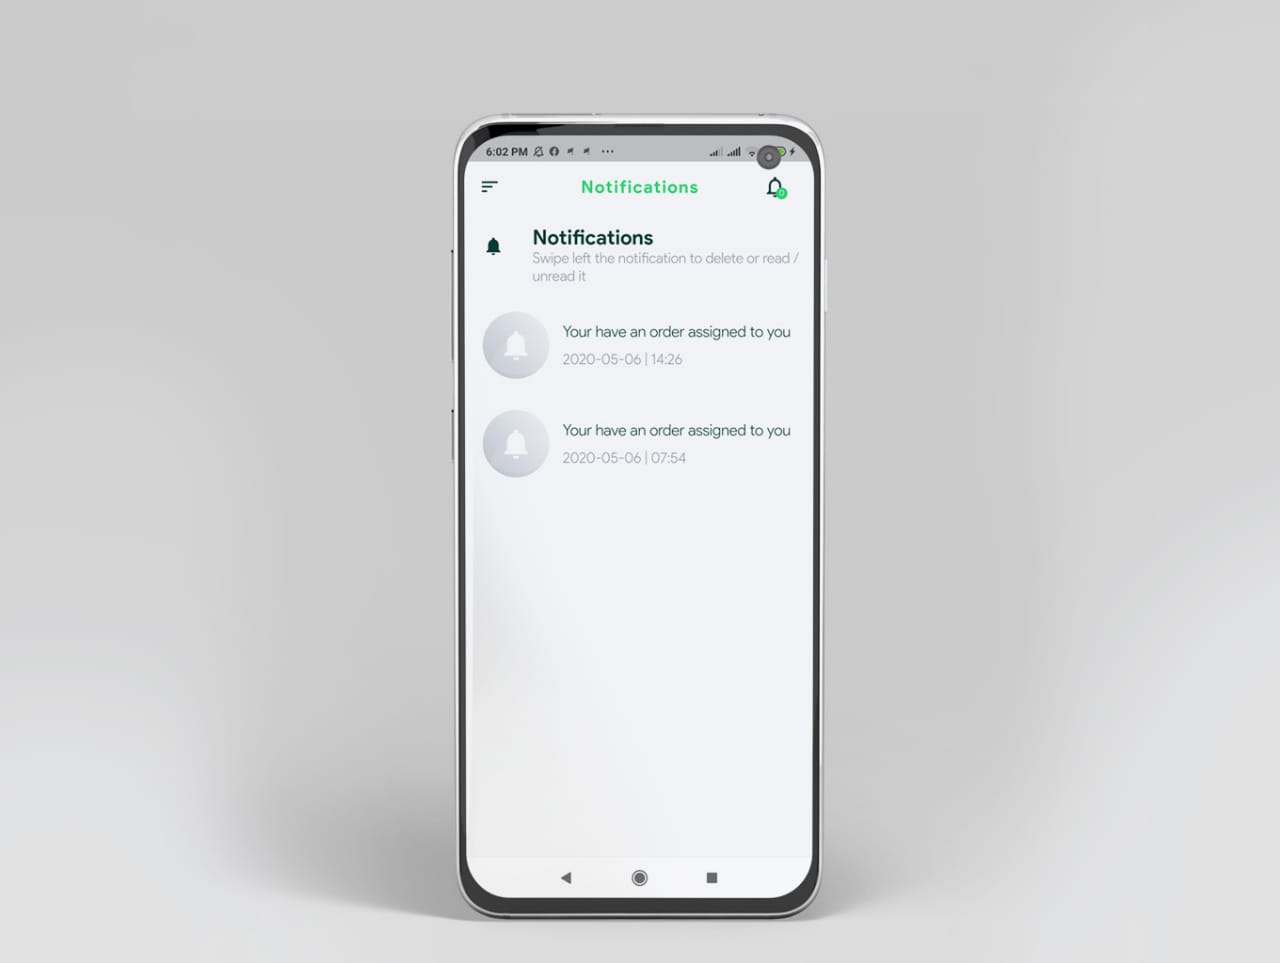 6:02 PM
Notifications
Notifications
Swipe left the notification to delete or read /
unread it
Your have an order assigned to you
2020-05-06 | 14:26
Your have an order assigned to you
2020-05-06 | 07:54